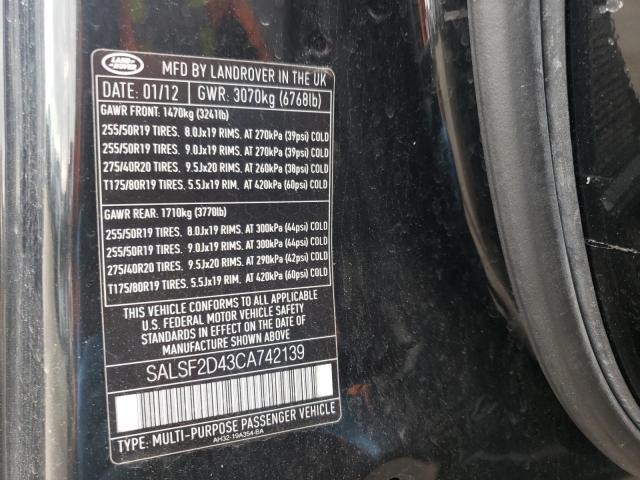 LAND ROVER
MFD BY LANDROVER IN THE UK
DATE: 01/12 GWR: 3070kg (6768lb)
GAWR FRONT: 1470kg (3241lb)
255/50R19 TIRES. 8.0Jx19 RIMS. AT 270kPa (39psi) COLD
255/50R19 TIRES. 9.0Jx19 RIMS. AT 270kPa (39psi) COLD
275/40R20 TIRES. 9.5Jx20 RIMS. AT 260kPa (38psi) COLD
T175/80R19 TIRES. 5.5Jx19 RIM. AT 420kPa (60psi) COLD
GAWR REAR: 1710kg (3770lb)
255/50R19 TIRES. 8.0Jx19 RIMS. AT 300kPa (44psi) COLD
255/50R19 TIRES. 9.0Jx19 RIMS. AT 300kPa (44psi) COLD
275/40R20 TIRES. 9.5Jx20 RIMS. AT 290kPa (42psi) COLD
T175/80R19 TIRES. 5.5Jx19 RIM. AT 420kPa (60psi) COLD
THIS VEHICLE CONFORMS TO ALL APPLICABLE
U.S. FEDERAL MOTOR VEHICLE SAFETY
STANDARDS IN EFFECT ON THE DATE OF
MANUFACTURE SHOWN ABOVE.
SALSF2D43CA742139
TYPE: MULTI-PURPOSE PASSENGER VEHICLE
AH32-19A354-BA